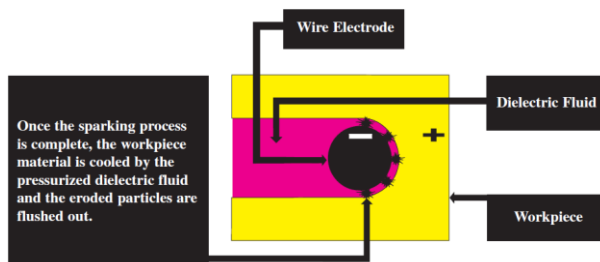 Wire Electrode
Dielectric Fluid
Once the sparking process
is complete, the workpiece
material is cooled by the
pressurized dielectric fluid
and the eroded particles are
flushed out.
+
Workpiece